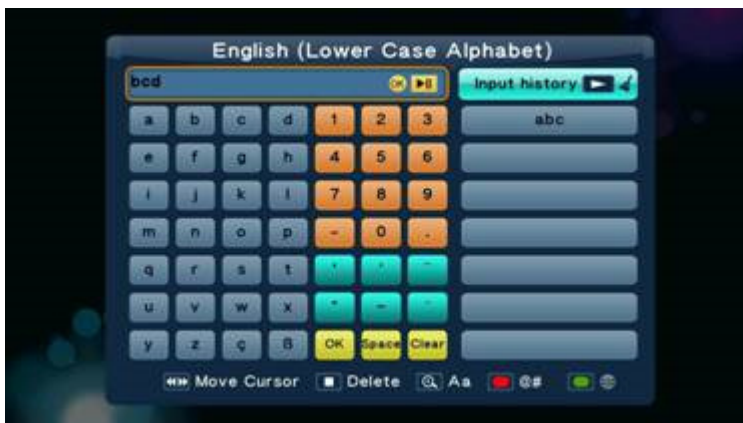 English (Lower Case Alphabet)
bcd OK Input history
a b c d 1 2 3 abc
e f g h 4 5 6
i j k l 7 8 9
m n o p - 0 .
q r s t
u v w x
y z ç ß OK Space Clear
Move Cursor Delete Aa @#